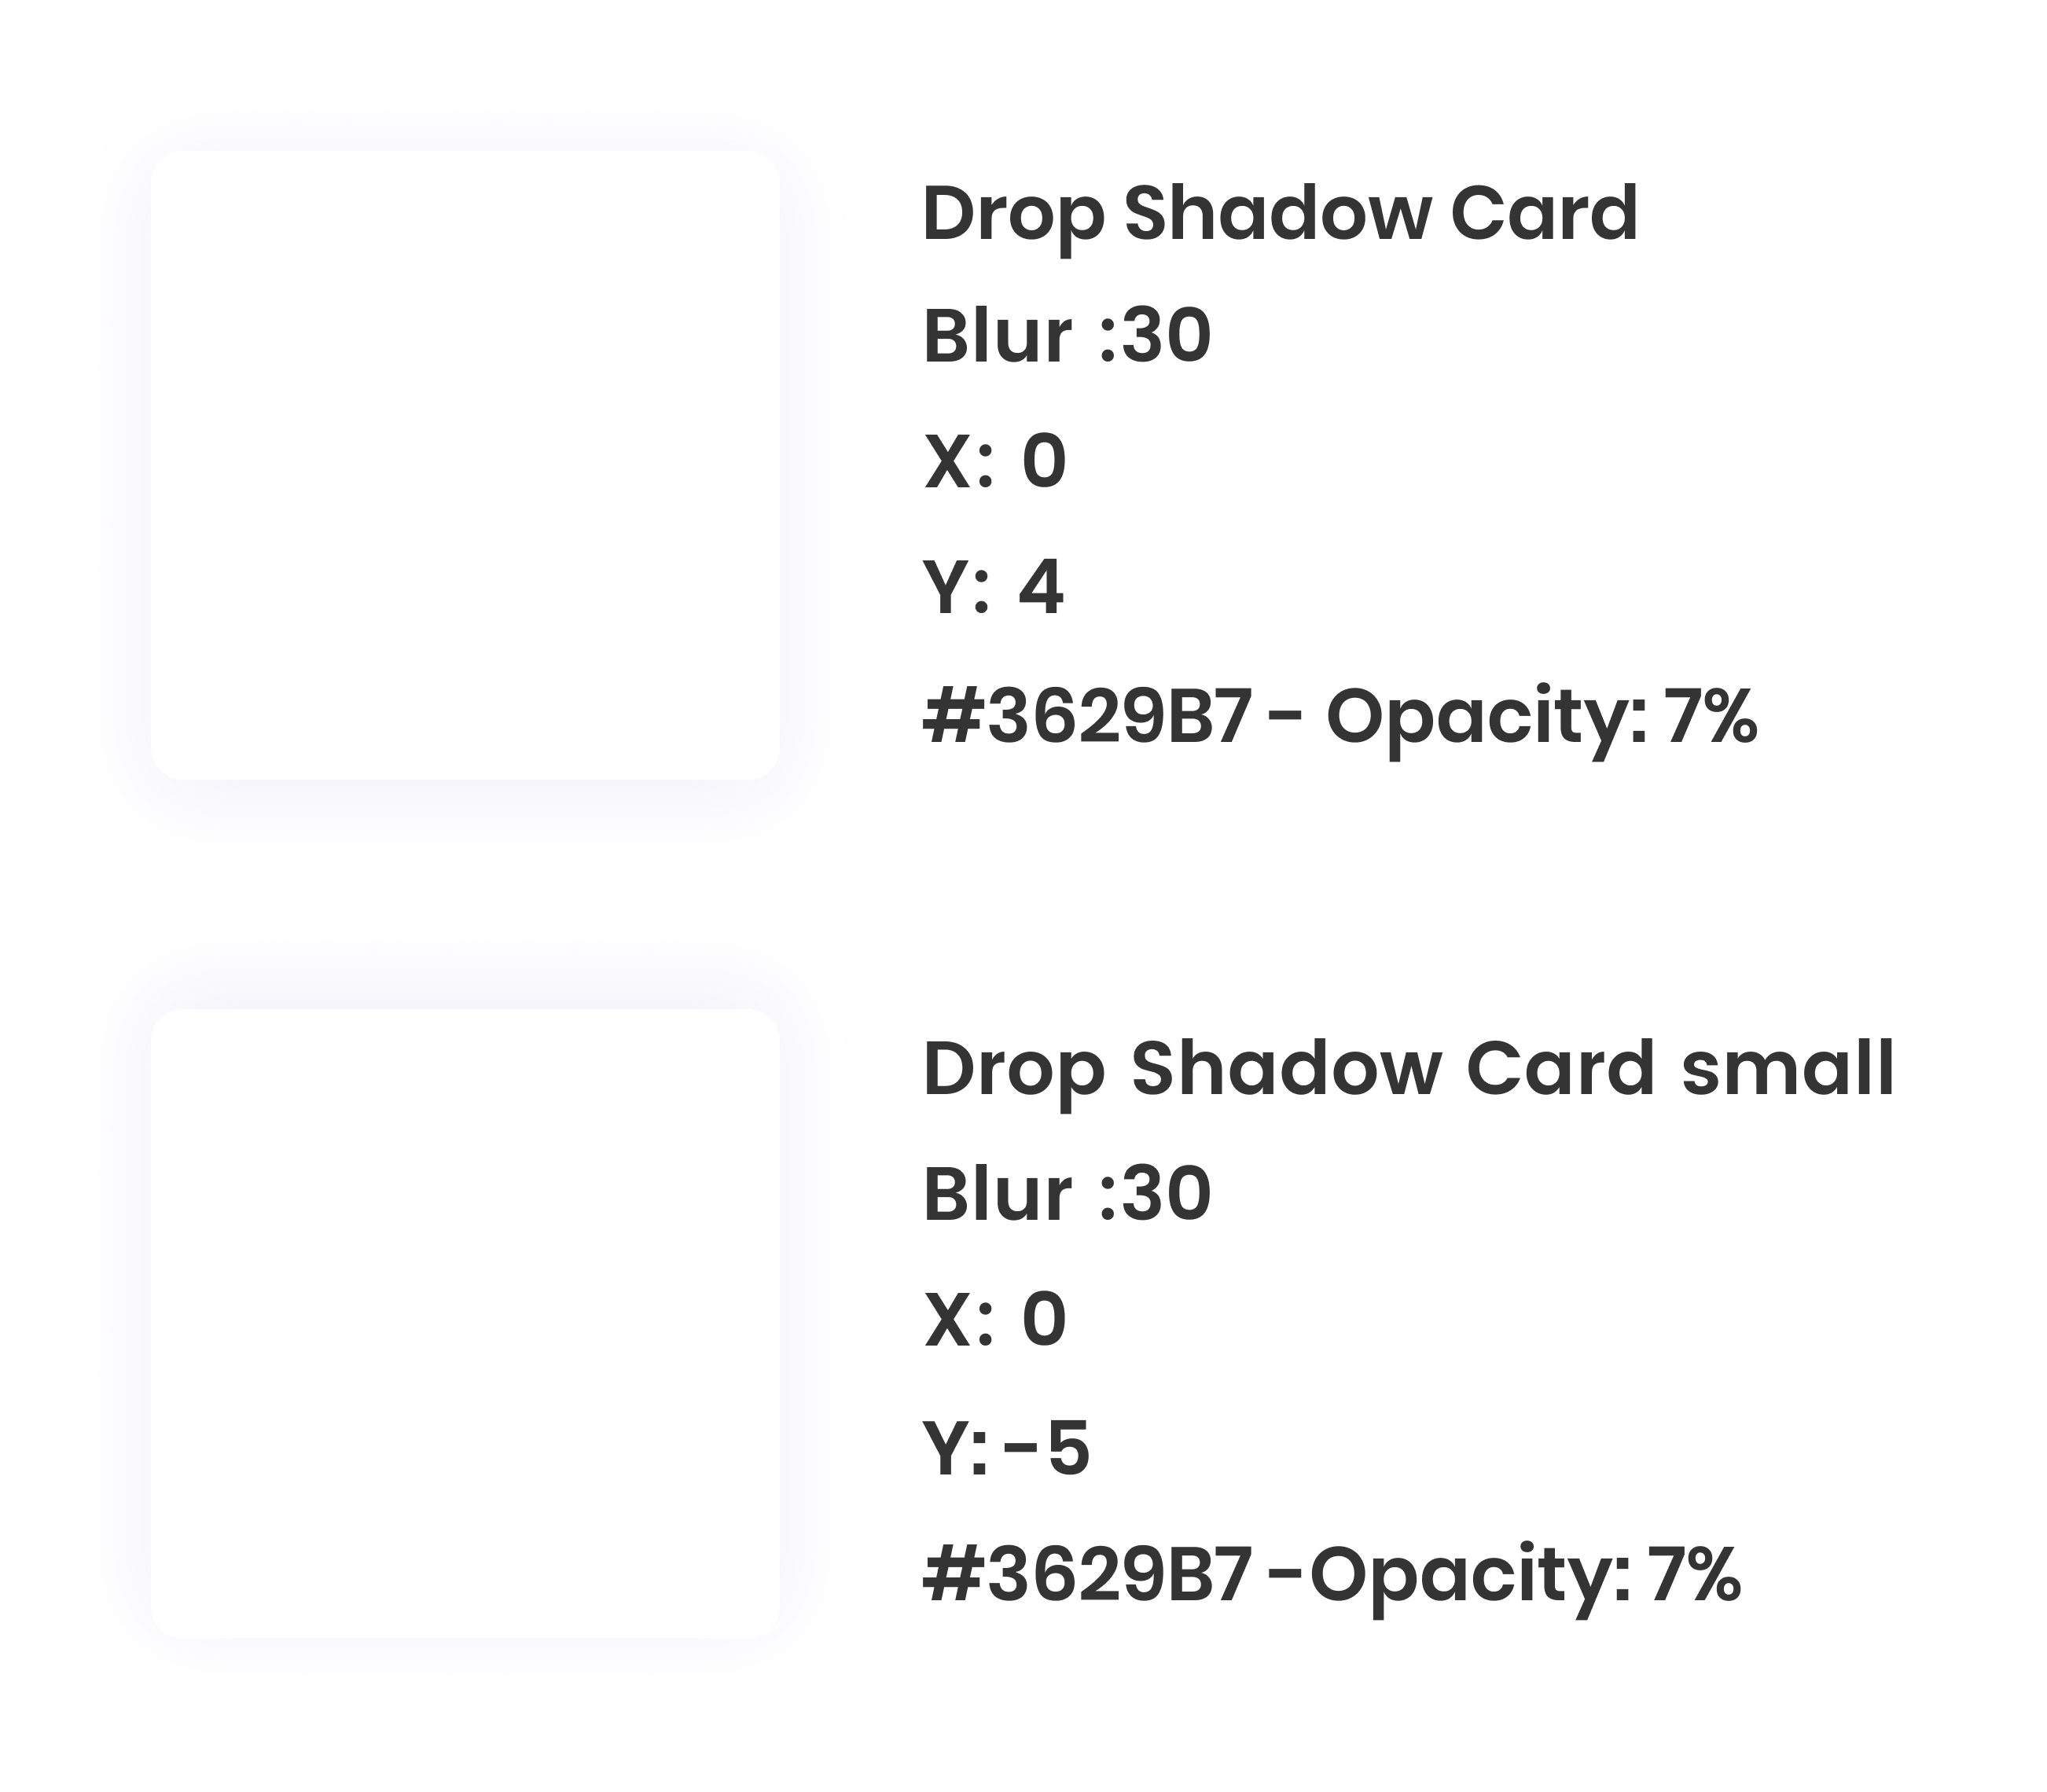 Drop Shadow Card
Blur :30
X: 0
Y: 4
#3629B7 - Opacity: 7%
Drop Shadow Card small
Blur :30
X: 0
Y: -5
#3629B7 -Opacity: 7%